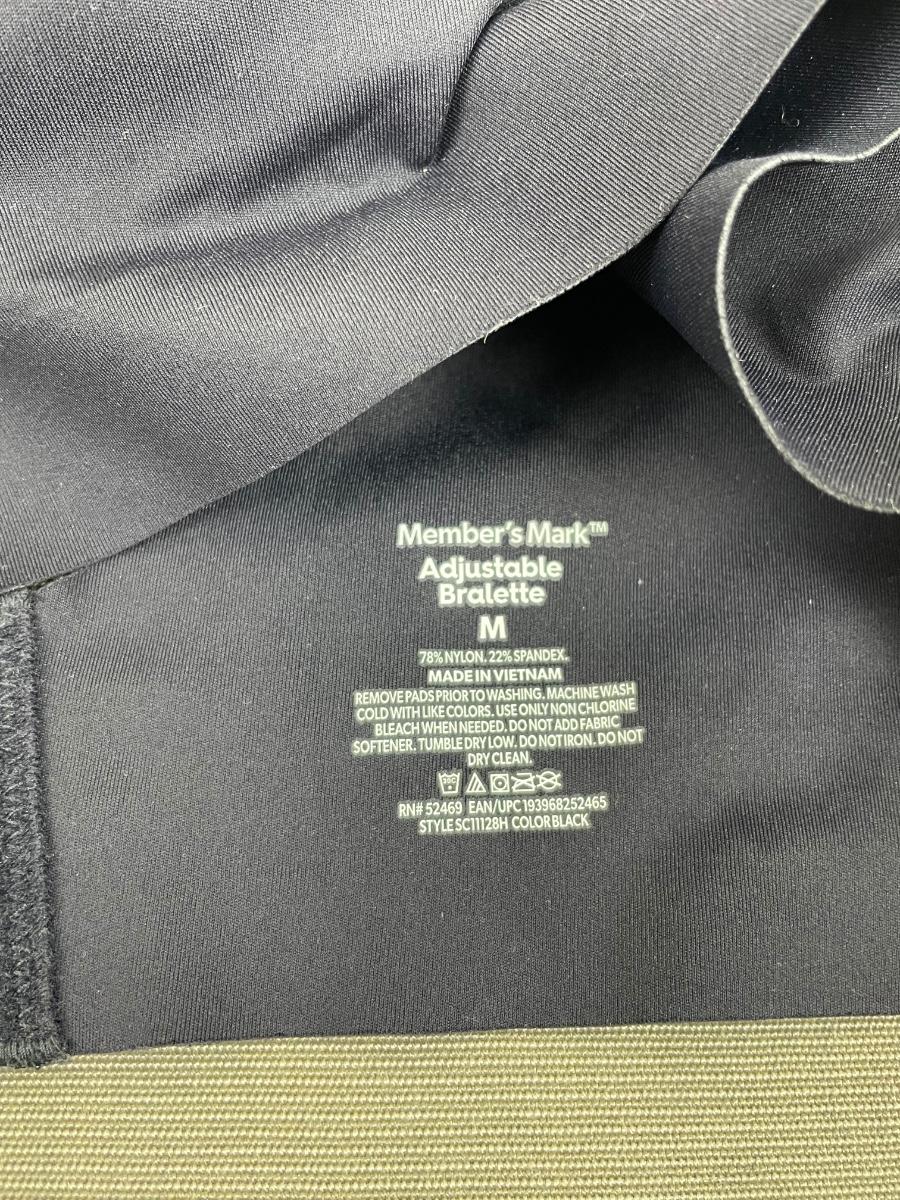 Member's Mark™
Adjustable
Bralette
M
78% NYLON. 22% SPANDEX.
MADE IN VIETNAM
REMOVE PADS PRIOR TO WASHING. MACHINE WASH
COLD WITH LIKE COLORS. USE ONLY NON CHLORINE
BLEACH WHEN NEEDED. DO NOT ADD FABRIC
SOFTENER. TUMBLE DRY LOW. DO NOT IRON. DO NOT
DRY CLEAN.
30C
RN# 52469 EAN/UPC 193968252465
STYLE SC11128H COLOR BLACK